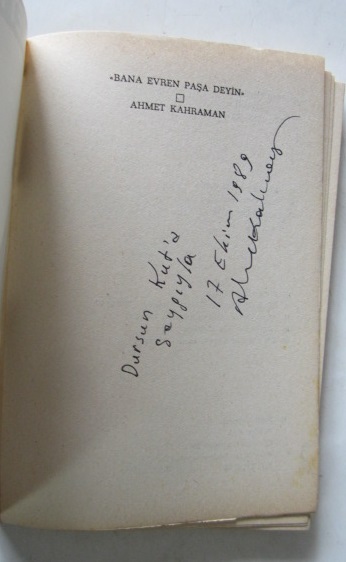 «BANA EVREN PAŞA DEYİN»
AHMET KAHRAMAN
Dursun Kut'a
Saygıyla
17 Ekim 1989